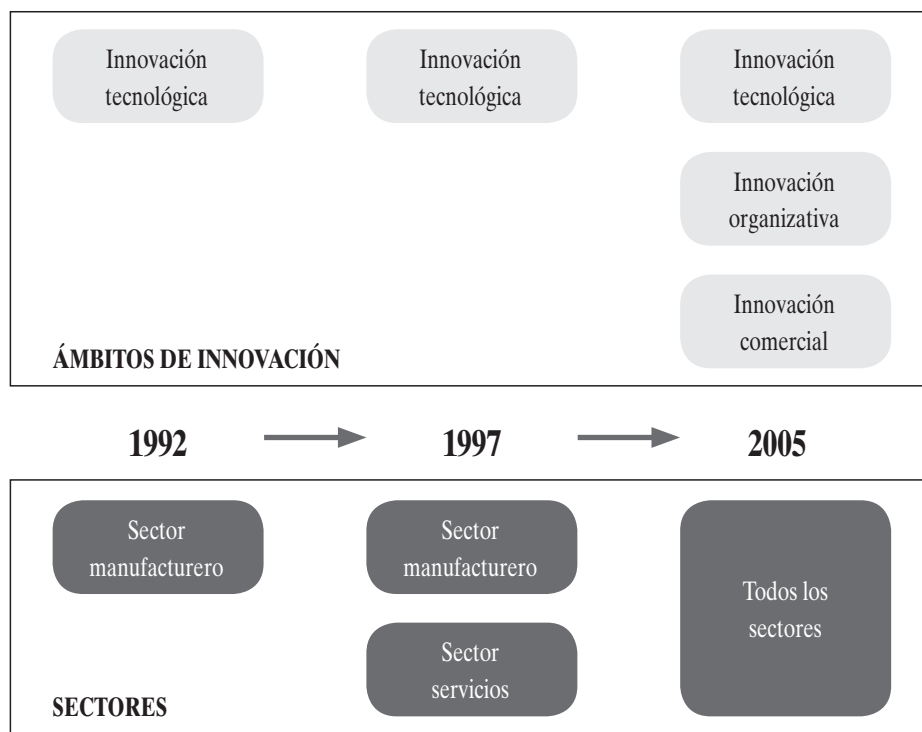 Innovación
tecnológica
Innovación
tecnológica
Innovación
tecnológica
Innovación
organizativa
Innovación
comercial
ÁMBITOS DE INNOVACIÓN
1992
1997
2005
Sector
manufacturero
Sector
manufacturero
Todos los
sectores
Sector
servicios
SECTORES